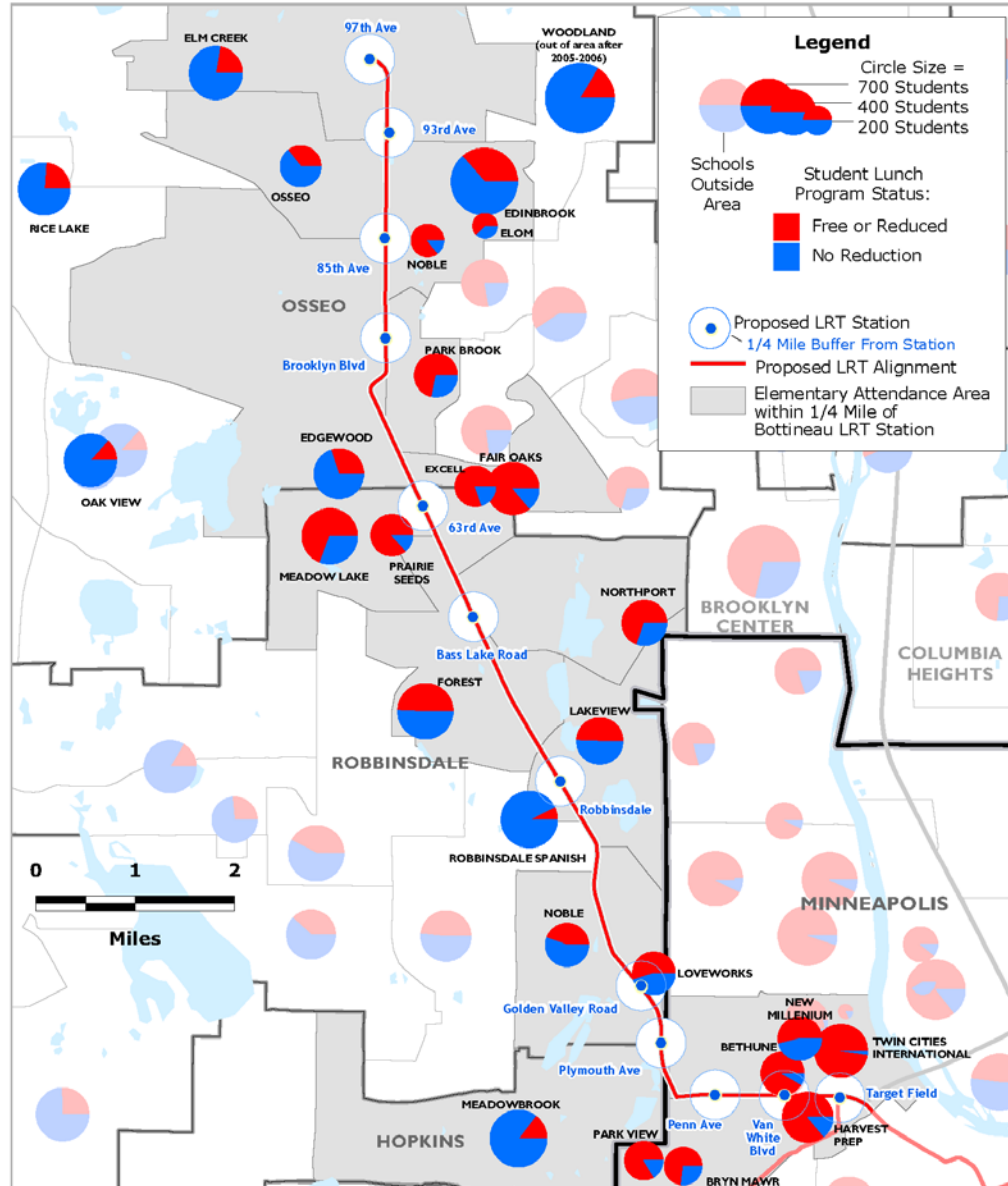 97th Ave
ELM CREEK
WOODLAND
(out of area after
2005-2006)
93rd Ave
OSSEO
RICE LAKE
EDINBROOK
ELOM
NOBLE
85th Ave
OSSEO
Brooklyn Blvd
PARK BROOK
EDGEWOOD
EXCELL
FAIR OAKS
OAK VIEW
63rd Ave
MEADOW LAKE
PRAIRIE
SEEDS
NORTHPORT
BROOKLYN
CENTER
Bass Lake Road
COLUMBIA
HEIGHTS
FOREST
LAKEVIEW
ROBBINSDALE
Robbinsdale
ROBBINSDALE SPANISH
0 1 2
Miles
NOBLE
MINNEAPOLIS
LOVEWORKS
Golden Valley Road
NEW
MILLENIUM
BETHUNE
TWIN CITIES
INTERNATIONAL
Plymouth Ave
MEADOWBROOK
Penn Ave
Van
White
Blvd
Target Field
HARVEST
PREP
HOPKINS
PARK VIEW
BRYN MAWR
Legend
Circle Size =
700 Students
400 Students
200 Students
Schools
Outside
Area
Student Lunch
Program Status:
Free or Reduced
No Reduction
Proposed LRT Station
1/4 Mile Buffer From Station
Proposed LRT Alignment
Elementary Attendance Area
within 1/4 Mile of
Bottineau LRT Station